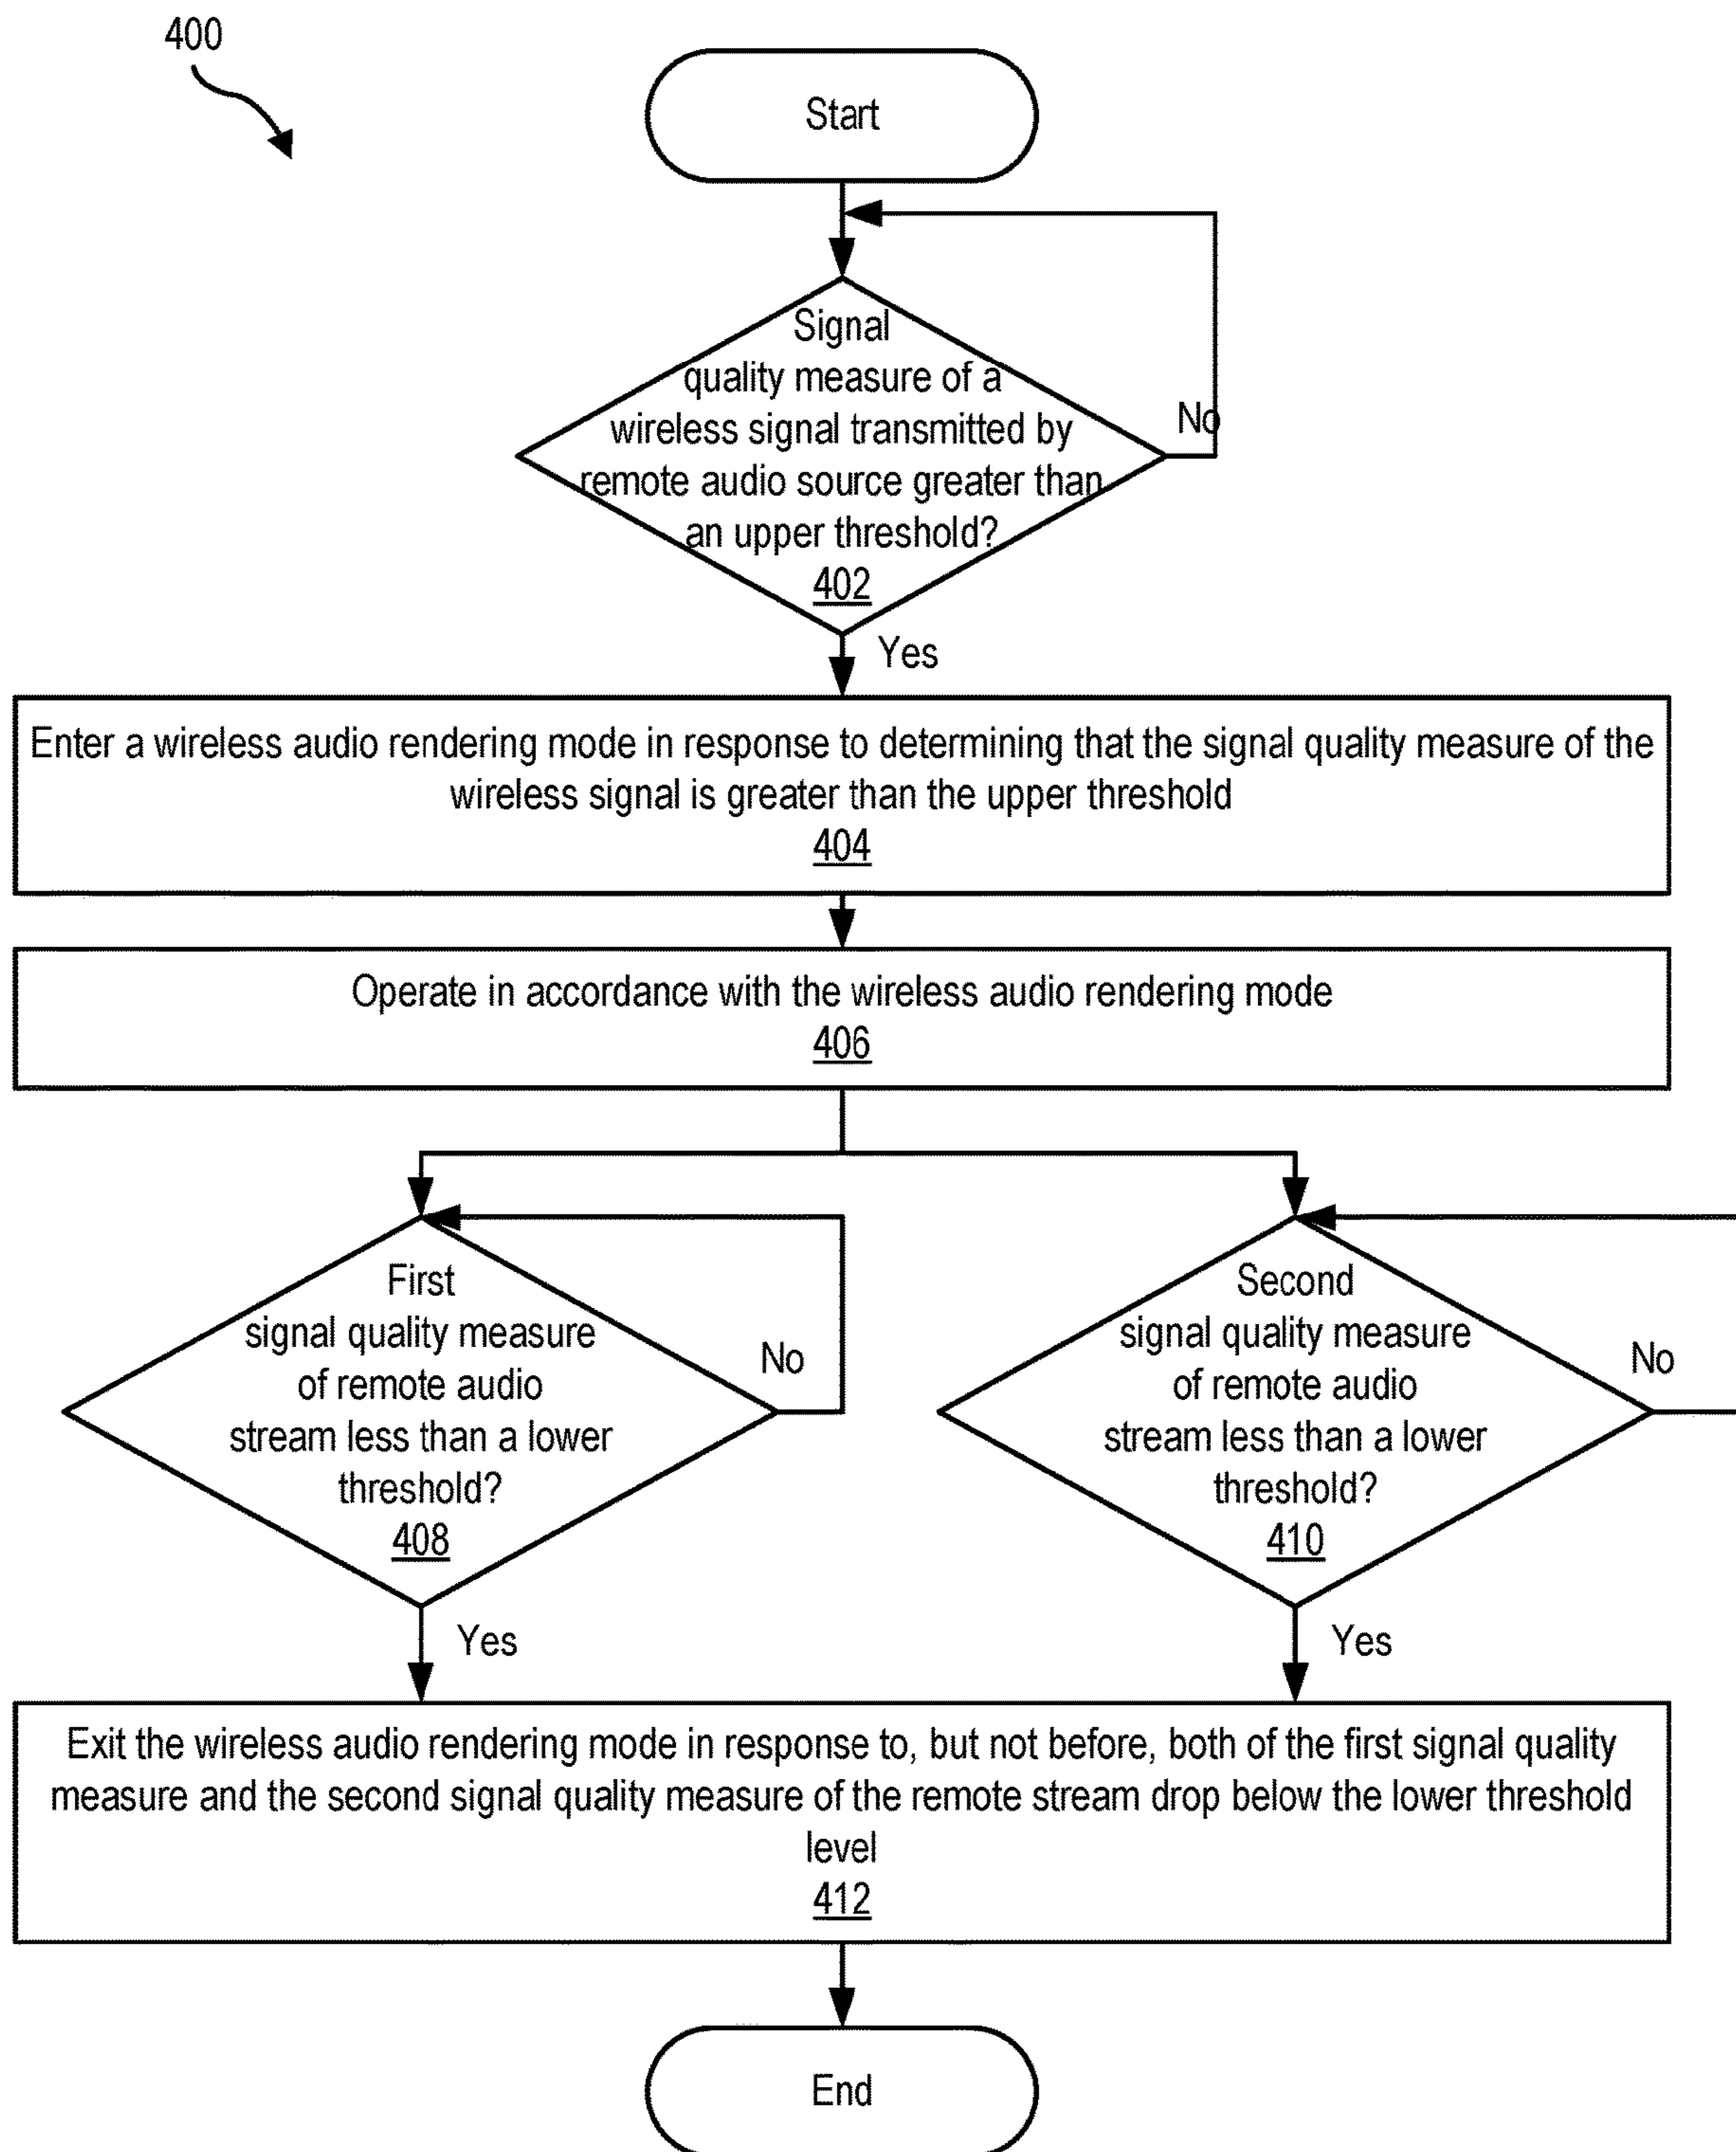 400
Start
Signal
quality measure of a
wireless signal transmitted by
remote audio source greater than
an upper threshold?
402
No
Yes
Enter a wireless audio rendering mode in response to determining that the signal quality measure of the
wireless signal is greater than the upper threshold
404
Operate in accordance with the wireless audio rendering mode
406
First
signal quality measure
of remote audio
stream less than a lower
threshold?
408
No
Yes
Second
signal quality measure
of remote audio
stream less than a lower
threshold?
410
No
Yes
Exit the wireless audio rendering mode in response to, but not before, both of the first signal quality
measure and the second signal quality measure of the remote stream drop below the lower threshold
level
412
End